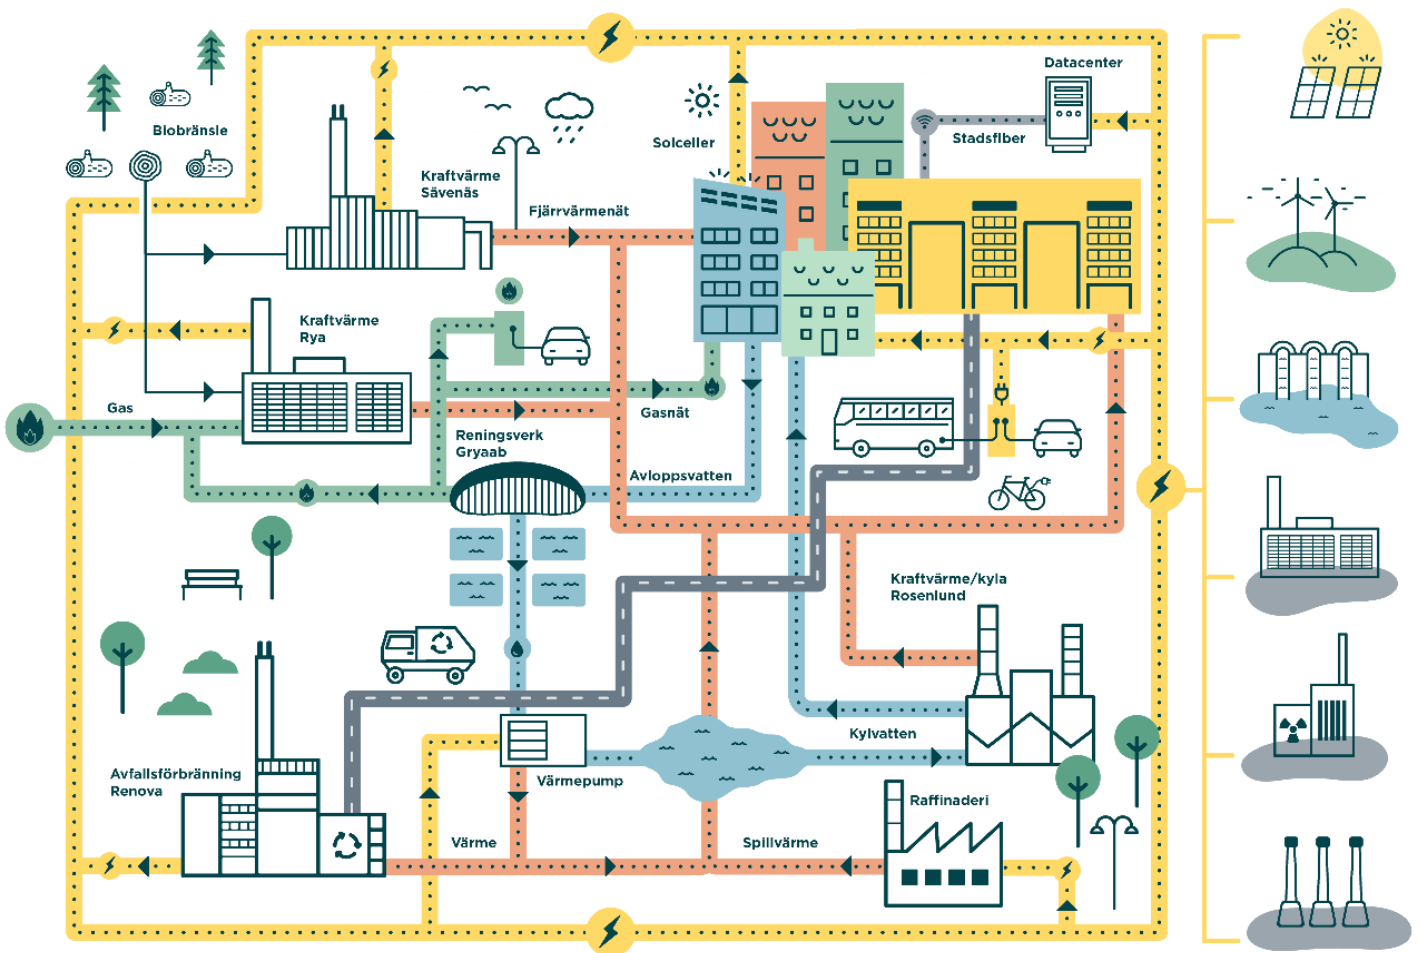 Datacenter
Biobränsle
Solceller
Stadsfiber
Kraftvärme
Sävenäs
Fjärrvärmenät
Kraftvärme
Rya
Gas
Gasnät
Reningsverk
Gryaab
Avloppsvatten
Kraftvärme/kyla
Rosenlund
Kylvatten
Avfallsförbränning
Renova
Värmepump
Raffinaderi
Värme
Spillvärme